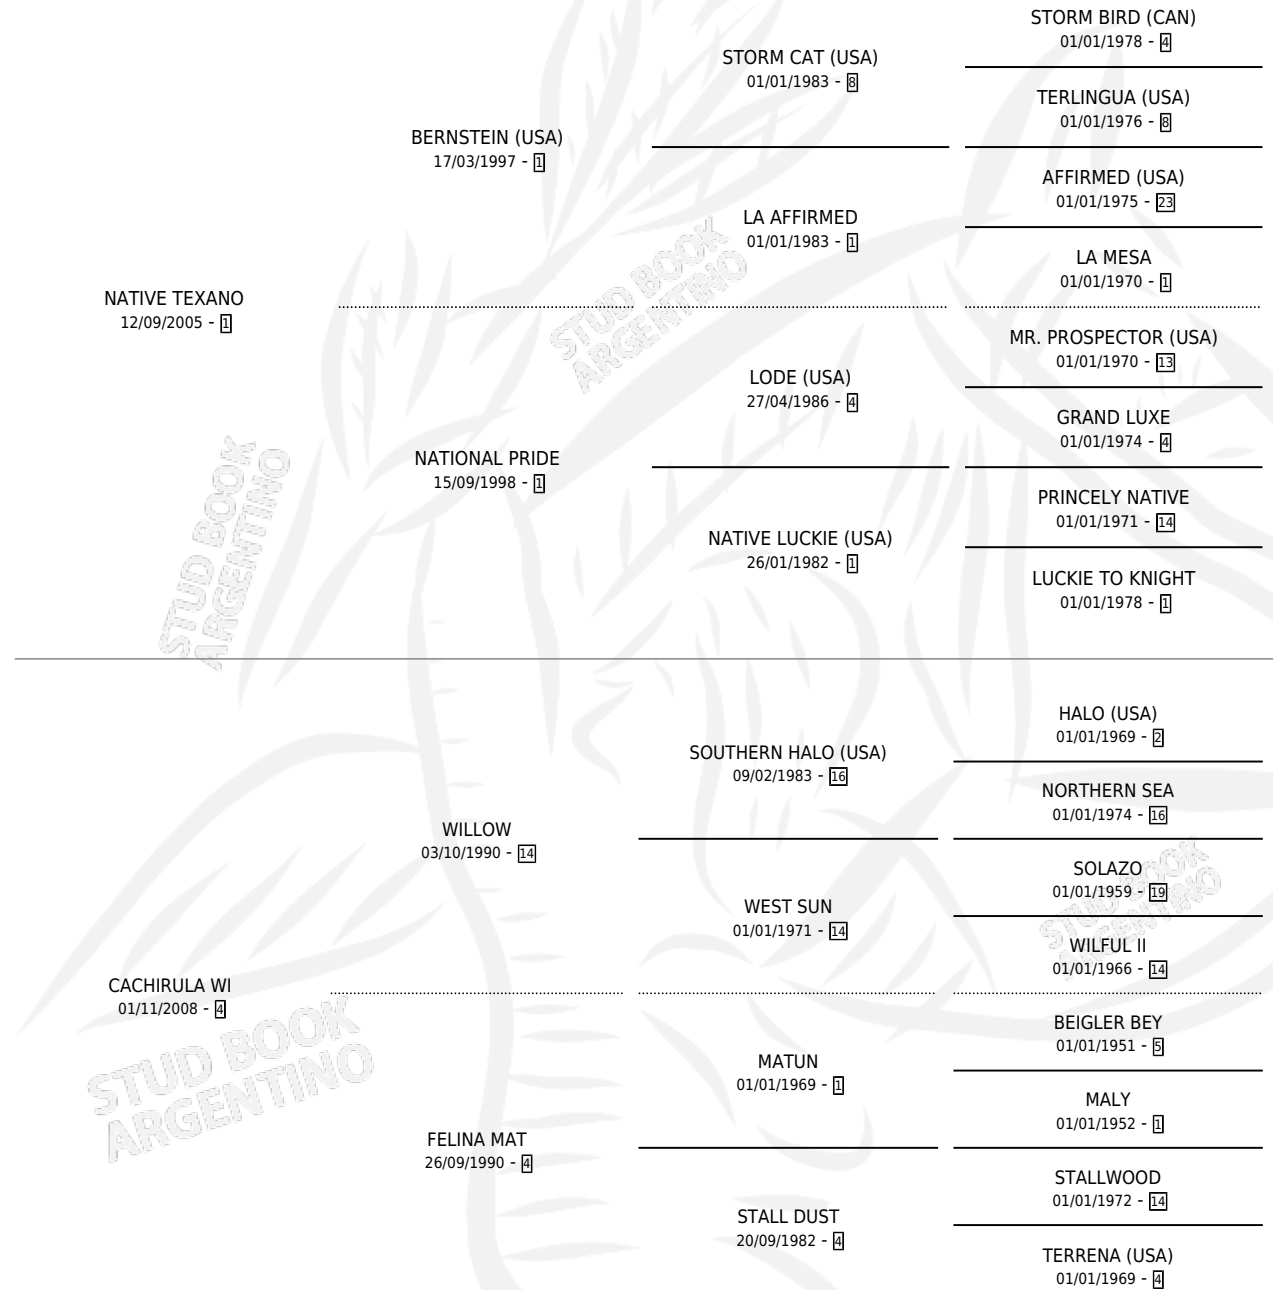 STORM BIRD (CAN)
01/01/1978 - 4
STORM CAT (USA)
01/01/1983 - 8
TERLINGUA (USA)
01/01/1976 - 8
BERNSTEIN (USA)
17/03/1997 - 1
AFFIRMED (USA)
01/01/1975 - 23
LA AFFIRMED
01/01/1983 - 1
LA MESA
01/01/1970 - 1
NATIVE TEXANO
12/09/2005 - 1
MR. PROSPECTOR (USA)
01/01/1970 - 13
LODE (USA)
27/04/1986 - 4
GRAND LUXE
01/01/1974 - 4
NATIONAL PRIDE
15/09/1998 - 1
PRINCELY NATIVE
01/01/1971 - 14
NATIVE LUCKIE (USA)
26/01/1982 - 1
LUCKIE TO KNIGHT
01/01/1978 - 1
HALO (USA)
01/01/1969 - 2
SOUTHERN HALO (USA)
09/02/1983 - 16
NORTHERN SEA
01/01/1974 - 16
WILLOW
03/10/1990 - 14
SOLAZO
01/01/1959 - 19
WEST SUN
01/01/1971 - 14
WILFUL II
01/01/1966 - 14
CACHIRULA WI
01/11/2008 - 4
BEIGLER BEY
01/01/1951 - 5
MATUN
01/01/1969 - 1
MALY
01/01/1952 - 1
FELINA MAT
26/09/1990 - 4
STALLWOOD
01/01/1972 - 14
STALL DUST
20/09/1982 - 4
TERRENA (USA)
01/01/1969 - 4
STUD BOOK
ARGENTINO
STUD BOOK
ARGENTINO
STUD BOOK
ARGENTINO
STUD BOOK
ARGENTINO